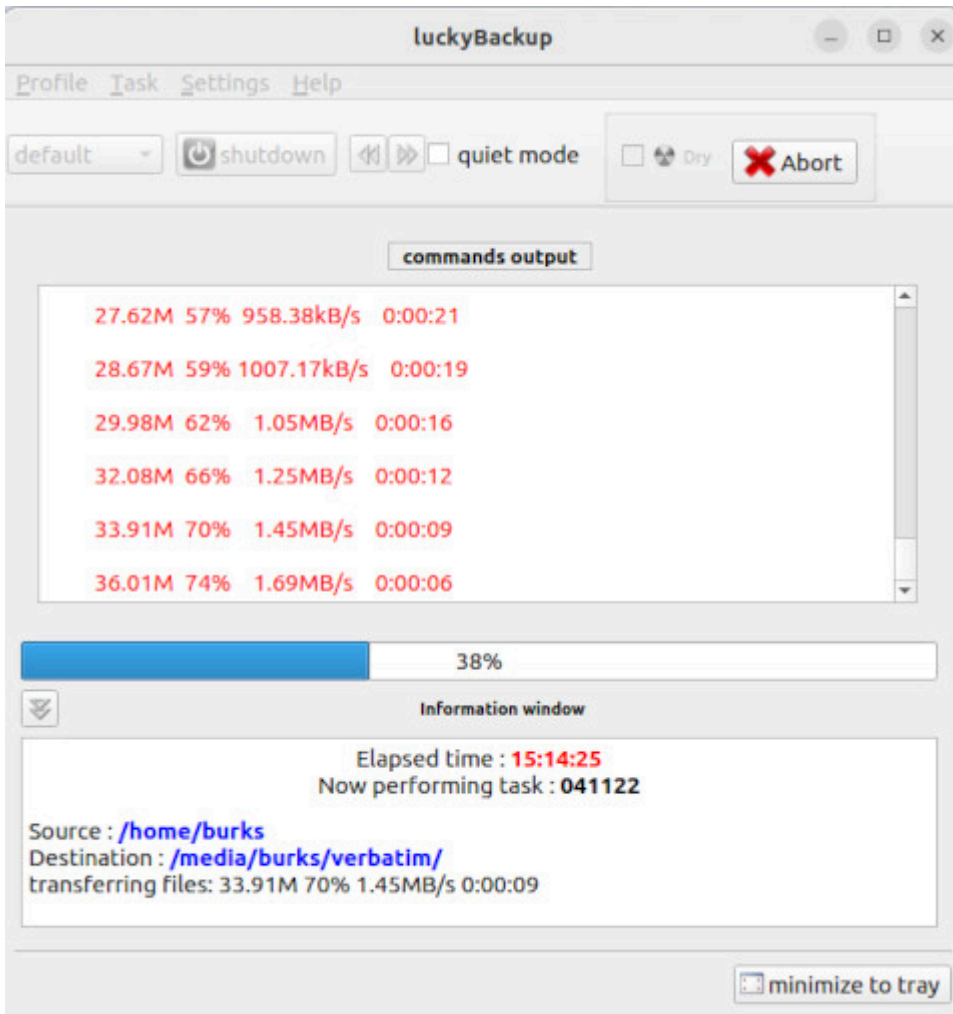 luckyBackup
Profile Task Settings Help
default shutdown quiet mode Dry Abort
commands output
27.62M 57% 958.38kB/s 0:00:21
28.67M 59% 1007.17kB/s 0:00:19
29.98M 62% 1.05MB/s 0:00:16
32.08M 66% 1.25MB/s 0:00:12
33.91M 70% 1.45MB/s 0:00:09
36.01M 74% 1.69MB/s 0:00:06
38%
Information window
Elapsed time : 15:14:25
Now performing task : 041122
Source : /home/burks
Destination : /media/burks/verbatim/
transferring files: 33.91M 70% 1.45MB/s 0:00:09
minimize to tray